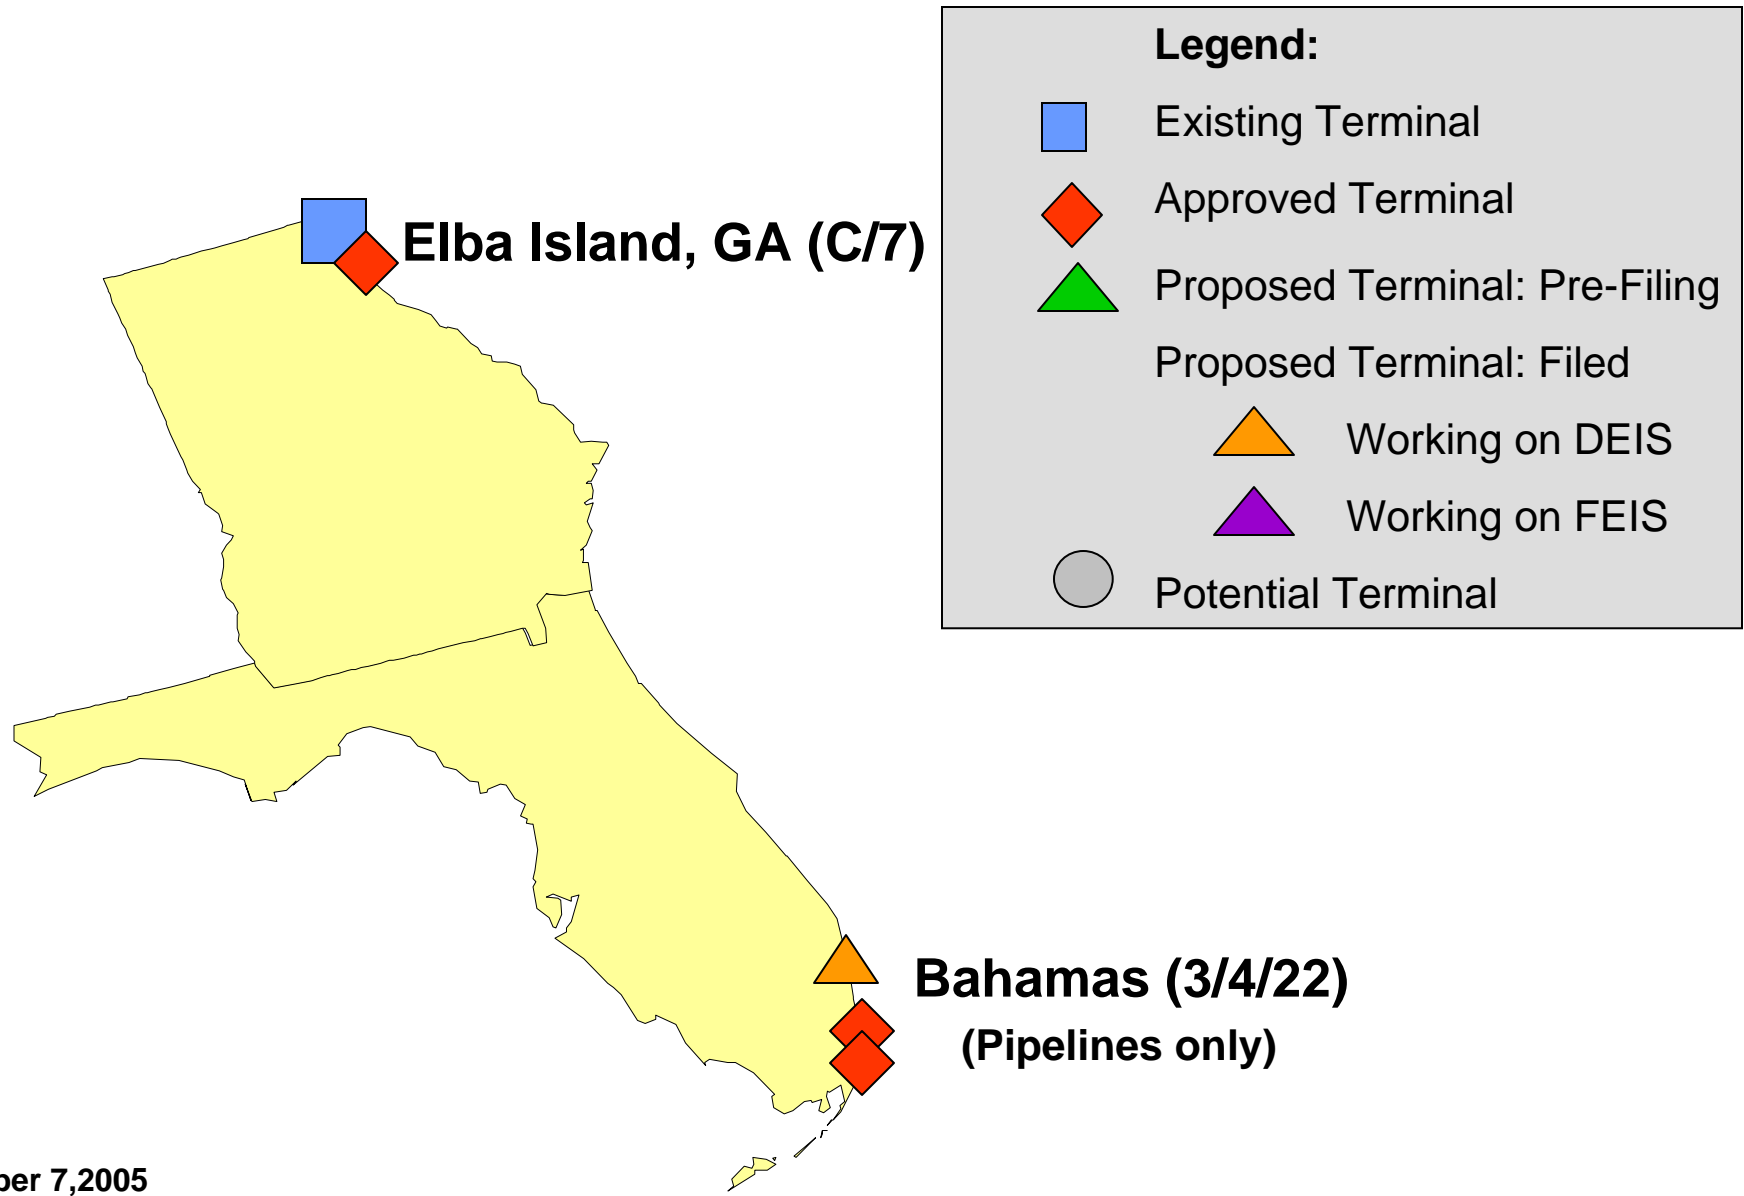 Legend:
Existing Terminal
Approved Terminal
Elba Island, GA (C/7)
Proposed Terminal: Pre-Filing
Proposed Terminal: Filed
Working on DEIS
Working on FEIS
Potential Terminal
Bahamas (3/4/22)
(Pipelines only)
7,2005